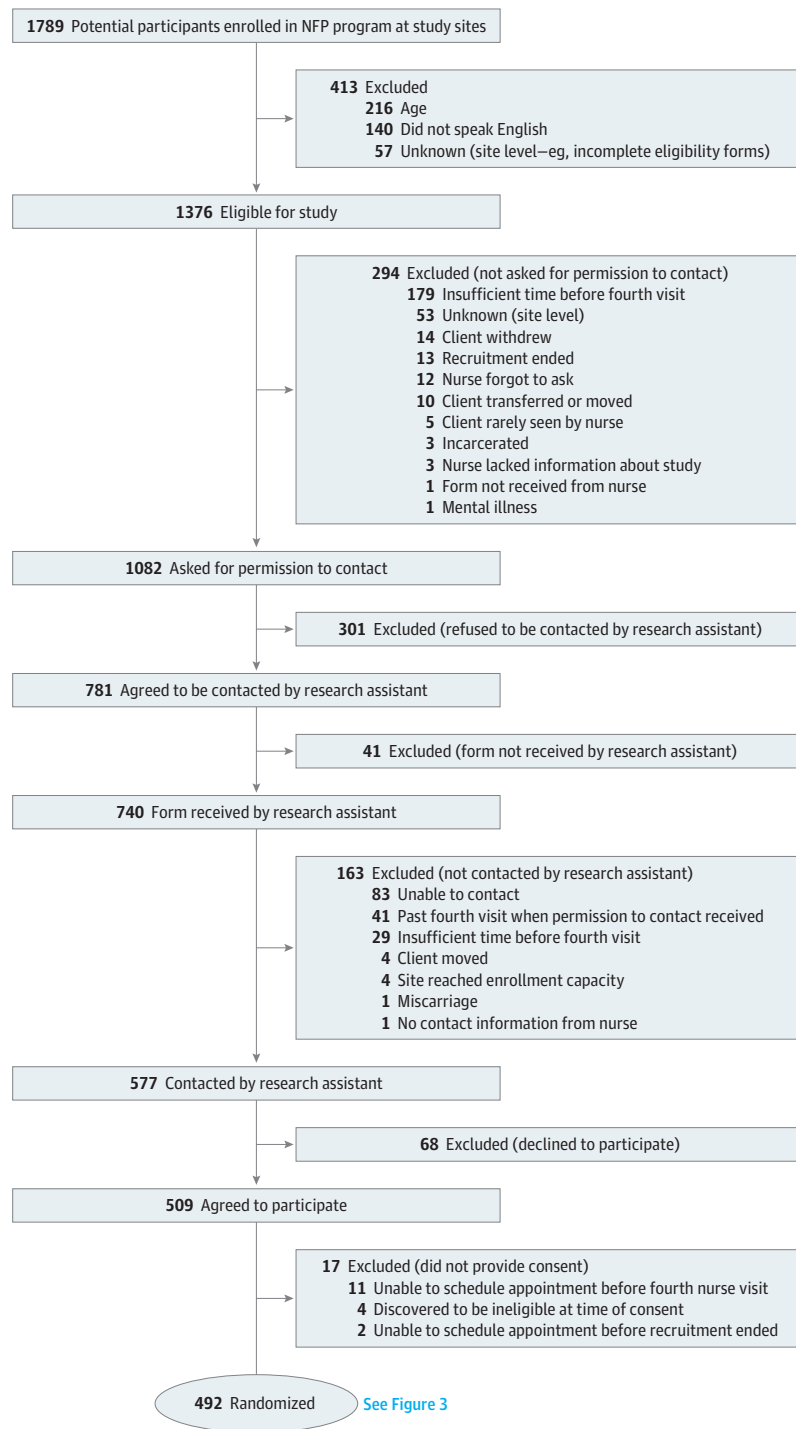 1789 Potential participants enrolled in NFP program at study sites
413 Excluded
216 Age
140 Did not speak English
57 Unknown (site level–eg, incomplete eligibility forms)
1376 Eligible for study
294 Excluded (not asked for permission to contact)
179 Insufficient time before fourth visit
53 Unknown (site level)
14 Client withdrew
13 Recruitment ended
12 Nurse forgot to ask
10 Client transferred or moved
5 Client rarely seen by nurse
3 Incarcerated
3 Nurse lacked information about study
1 Form not received from nurse
1 Mental illness
1082 Asked for permission to contact
301 Excluded (refused to be contacted by research assistant)
781 Agreed to be contacted by research assistant
41 Excluded (form not received by research assistant)
740 Form received by research assistant
163 Excluded (not contacted by research assistant)
83 Unable to contact
41 Past fourth visit when permission to contact received
29 Insufficient time before fourth visit
4 Client moved
4 Site reached enrollment capacity
1 Miscarriage
1 No contact information from nurse
577 Contacted by research assistant
68 Excluded (declined to participate)
509 Agreed to participate
17 Excluded (did not provide consent)
11 Unable to schedule appointment before fourth nurse visit
4 Discovered to be ineligible at time of consent
2 Unable to schedule appointment before recruitment ended
492 Randomized
See Figure 3